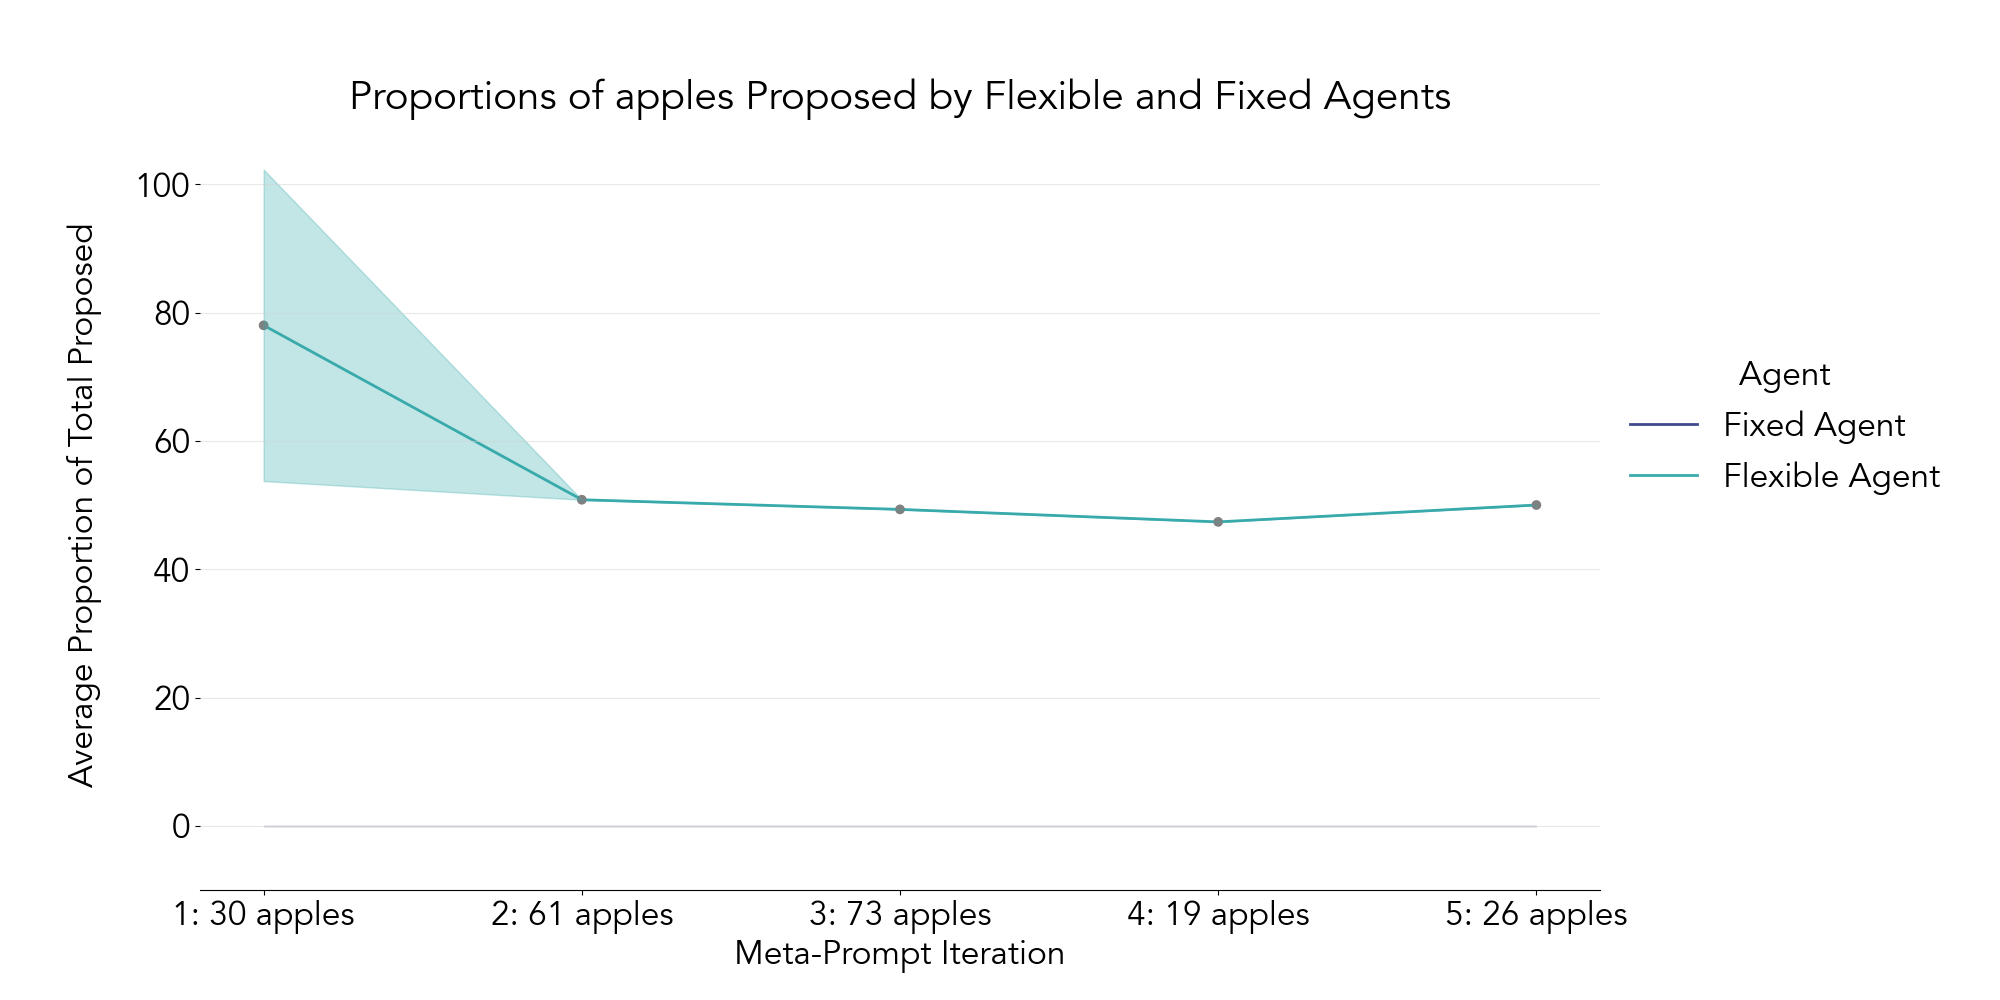 Proportions of apples Proposed by Flexible and Fixed Agents
Average Proportion of Total Proposed
100
80
60
40
20
0
1: 30 apples
2: 61 apples
3: 73 apples
4: 19 apples
5: 26 apples
Meta-Prompt Iteration
Agent
Fixed Agent
Flexible Agent